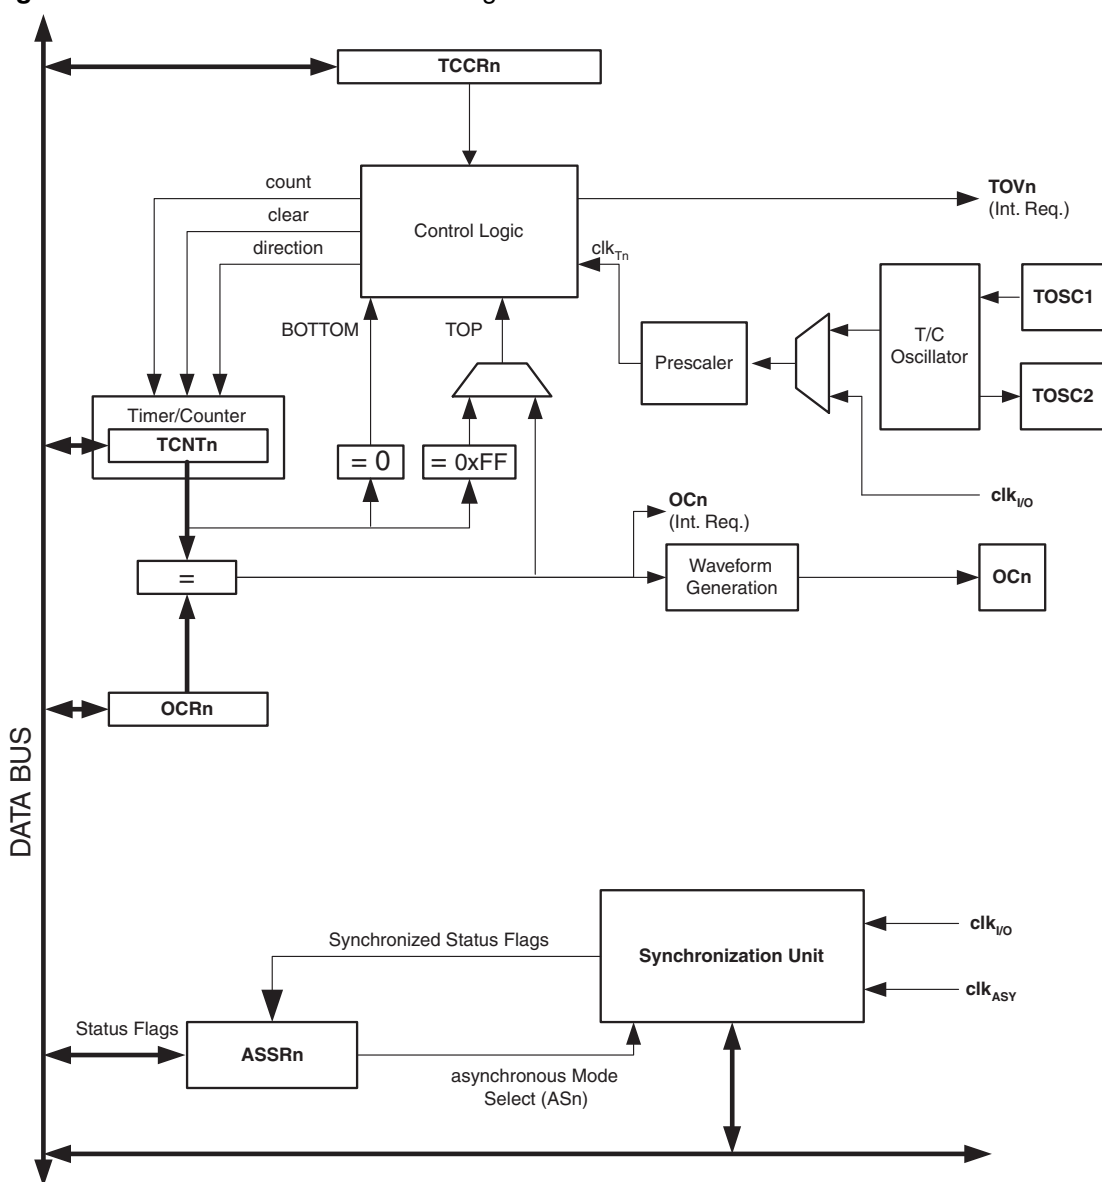 TCCRn
count
clear
direction
Control Logic
TOVn
(Int. Req.)
clkTn
BOTTOM
TOP
TOSC1
T/C
Oscillator
Prescaler
TOSC2
Timer/Counter
TCNTn
= 0
= 0xFF
clkI/O
OCn
(Int. Req.)
Waveform
Generation
OCn
=
OCRn
DATA BUS
Synchronized Status Flags
Synchronization Unit
clkI/O
clkASY
Status Flags
ASSRn
asynchronous Mode
Select (ASn)